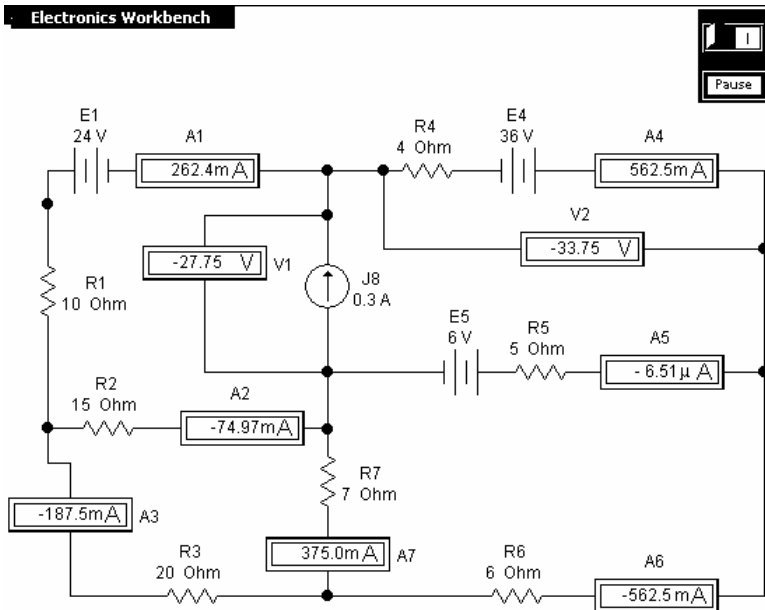 Electronics Workbench
Pause
E1
24 V
A1
262.4mA
R4
4 Ohm
E4
36 V
A4
562.5mA
V2
-33.75 V
-27.75 V
V1
J8
0.3 A
R1
10 Ohm
E5
6 V
R5
5 Ohm
A5
- 6.51µ A
R2
15 Ohm
A2
-74.97mA
R7
7 Ohm
-187.5mA
A3
R3
20 Ohm
375.0mA
A7
R6
6 Ohm
A6
-562.5mA